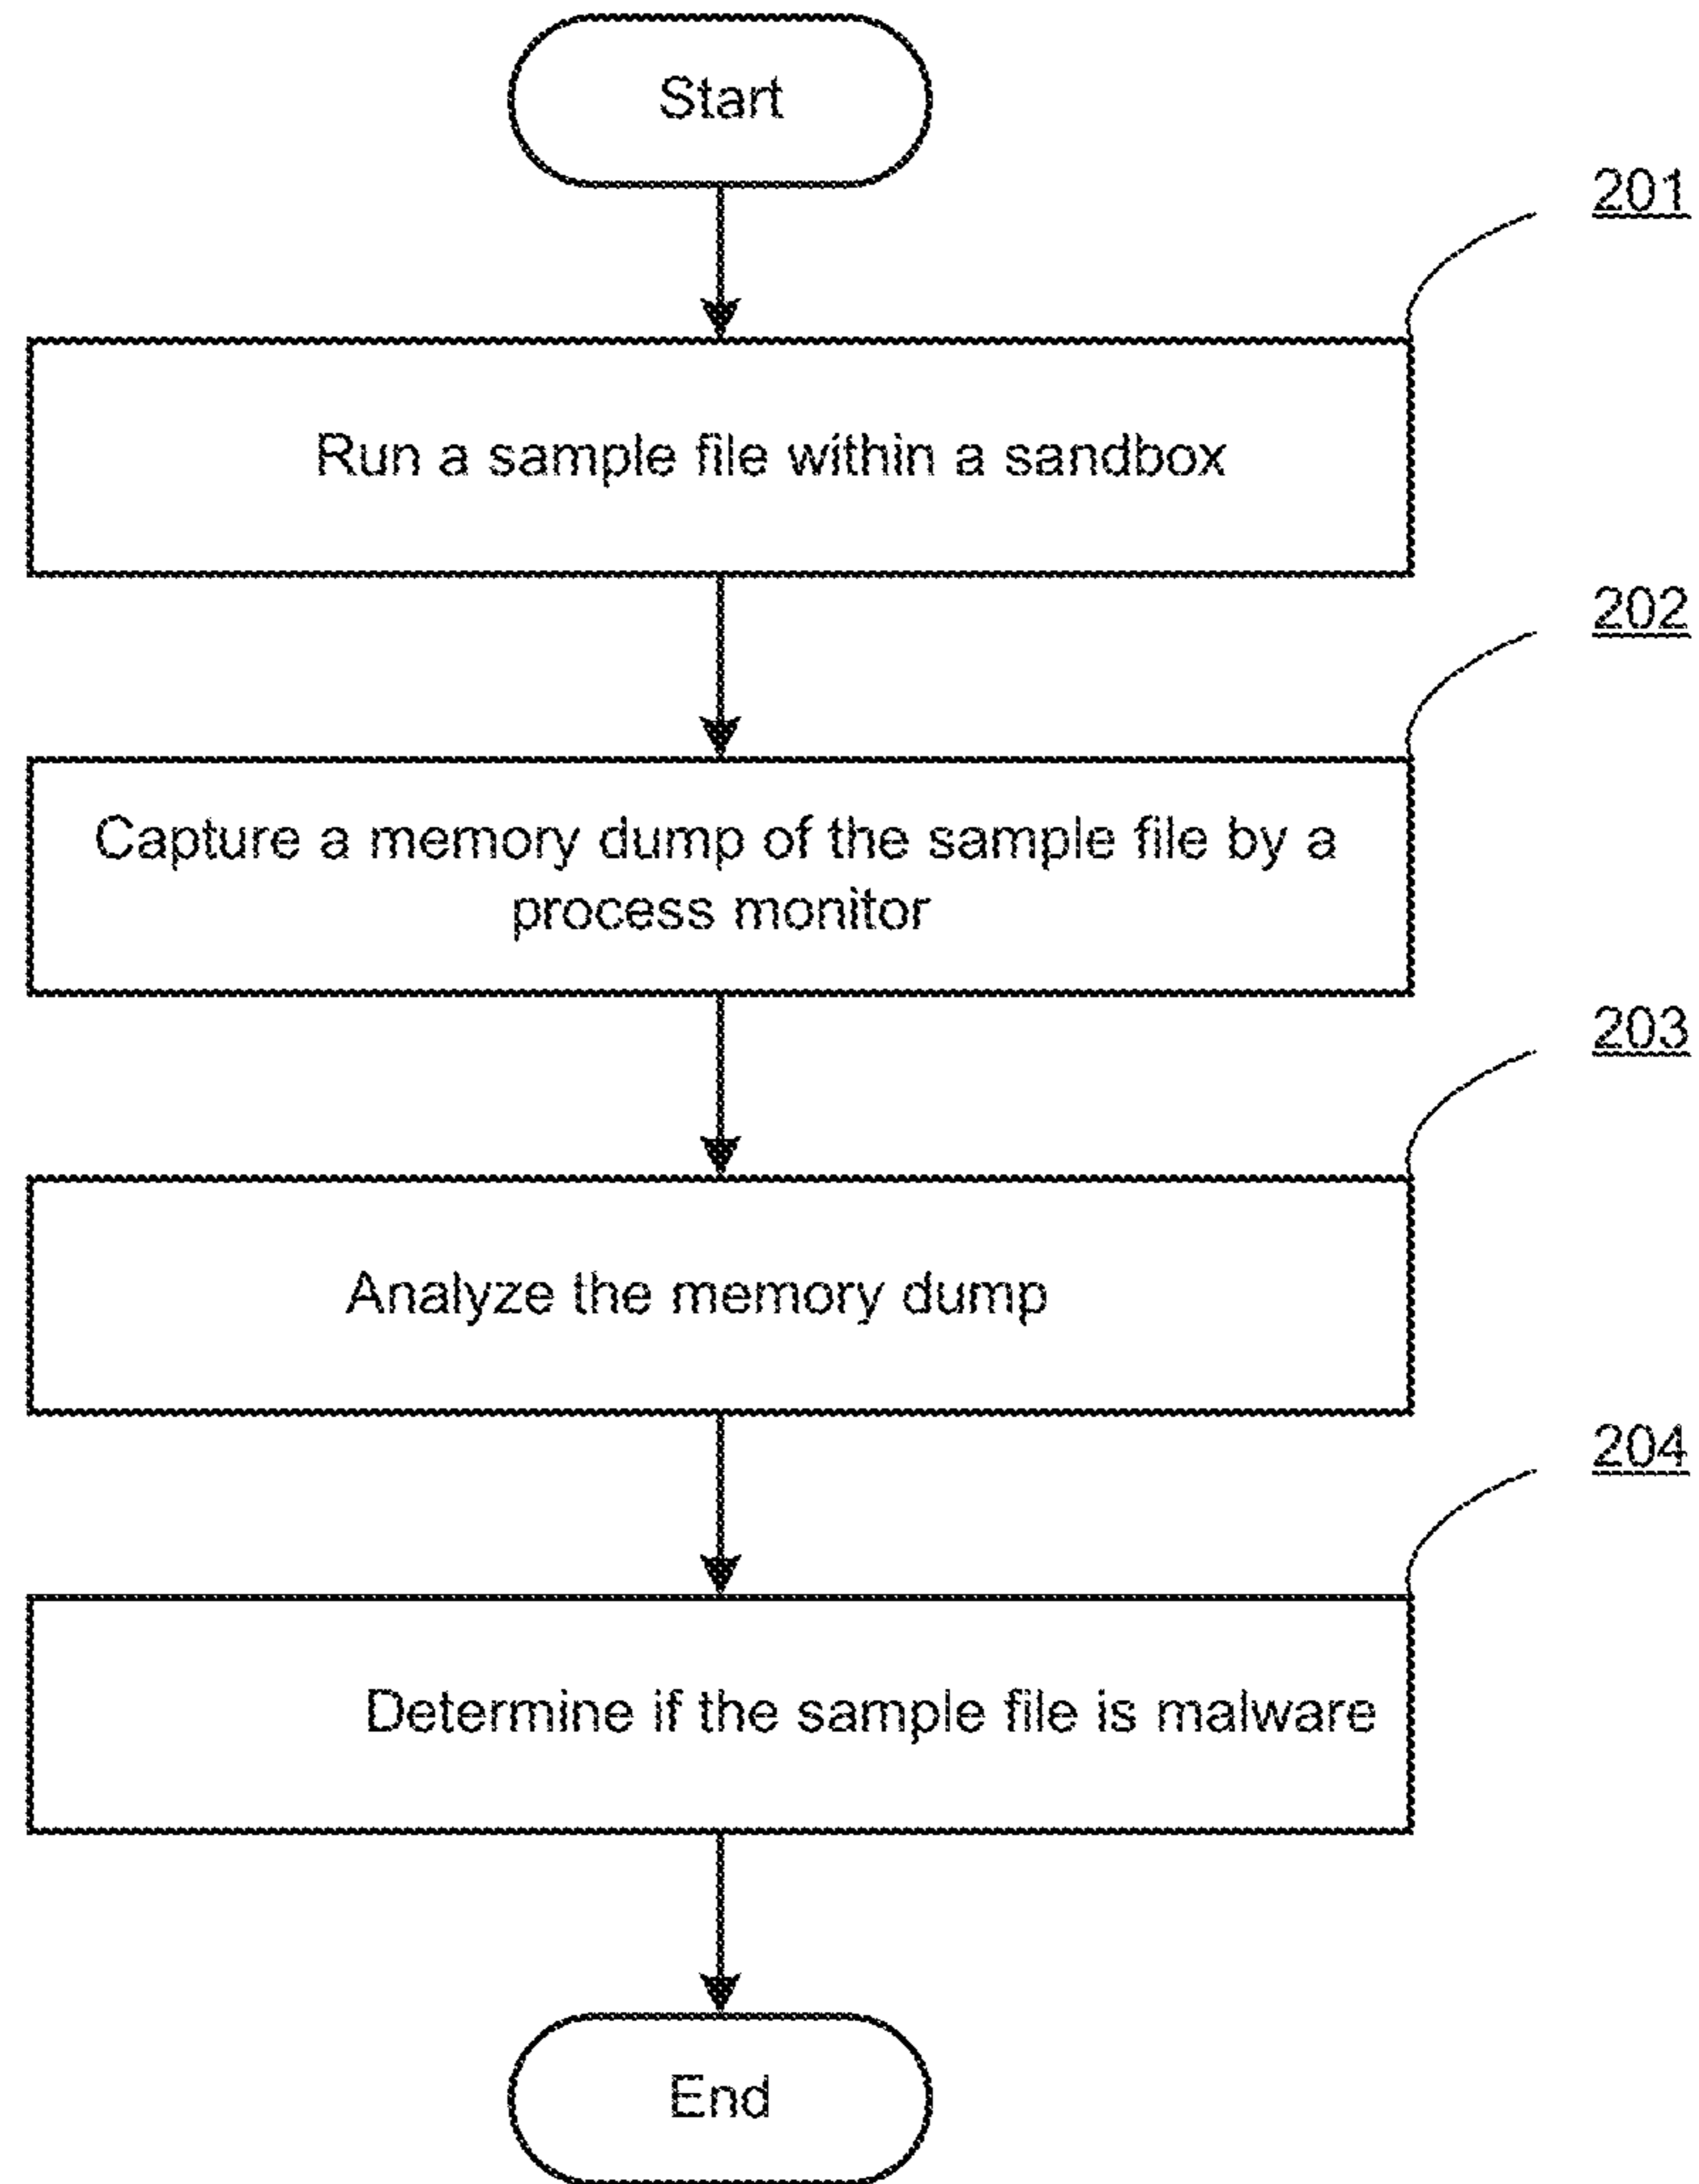 Start
201
Run a sample file within a sandbox
202
Capture a memory dump of the sample file by a
process monitor
203
Analyze the memory dump
204
Determine if the sample file is malware
End